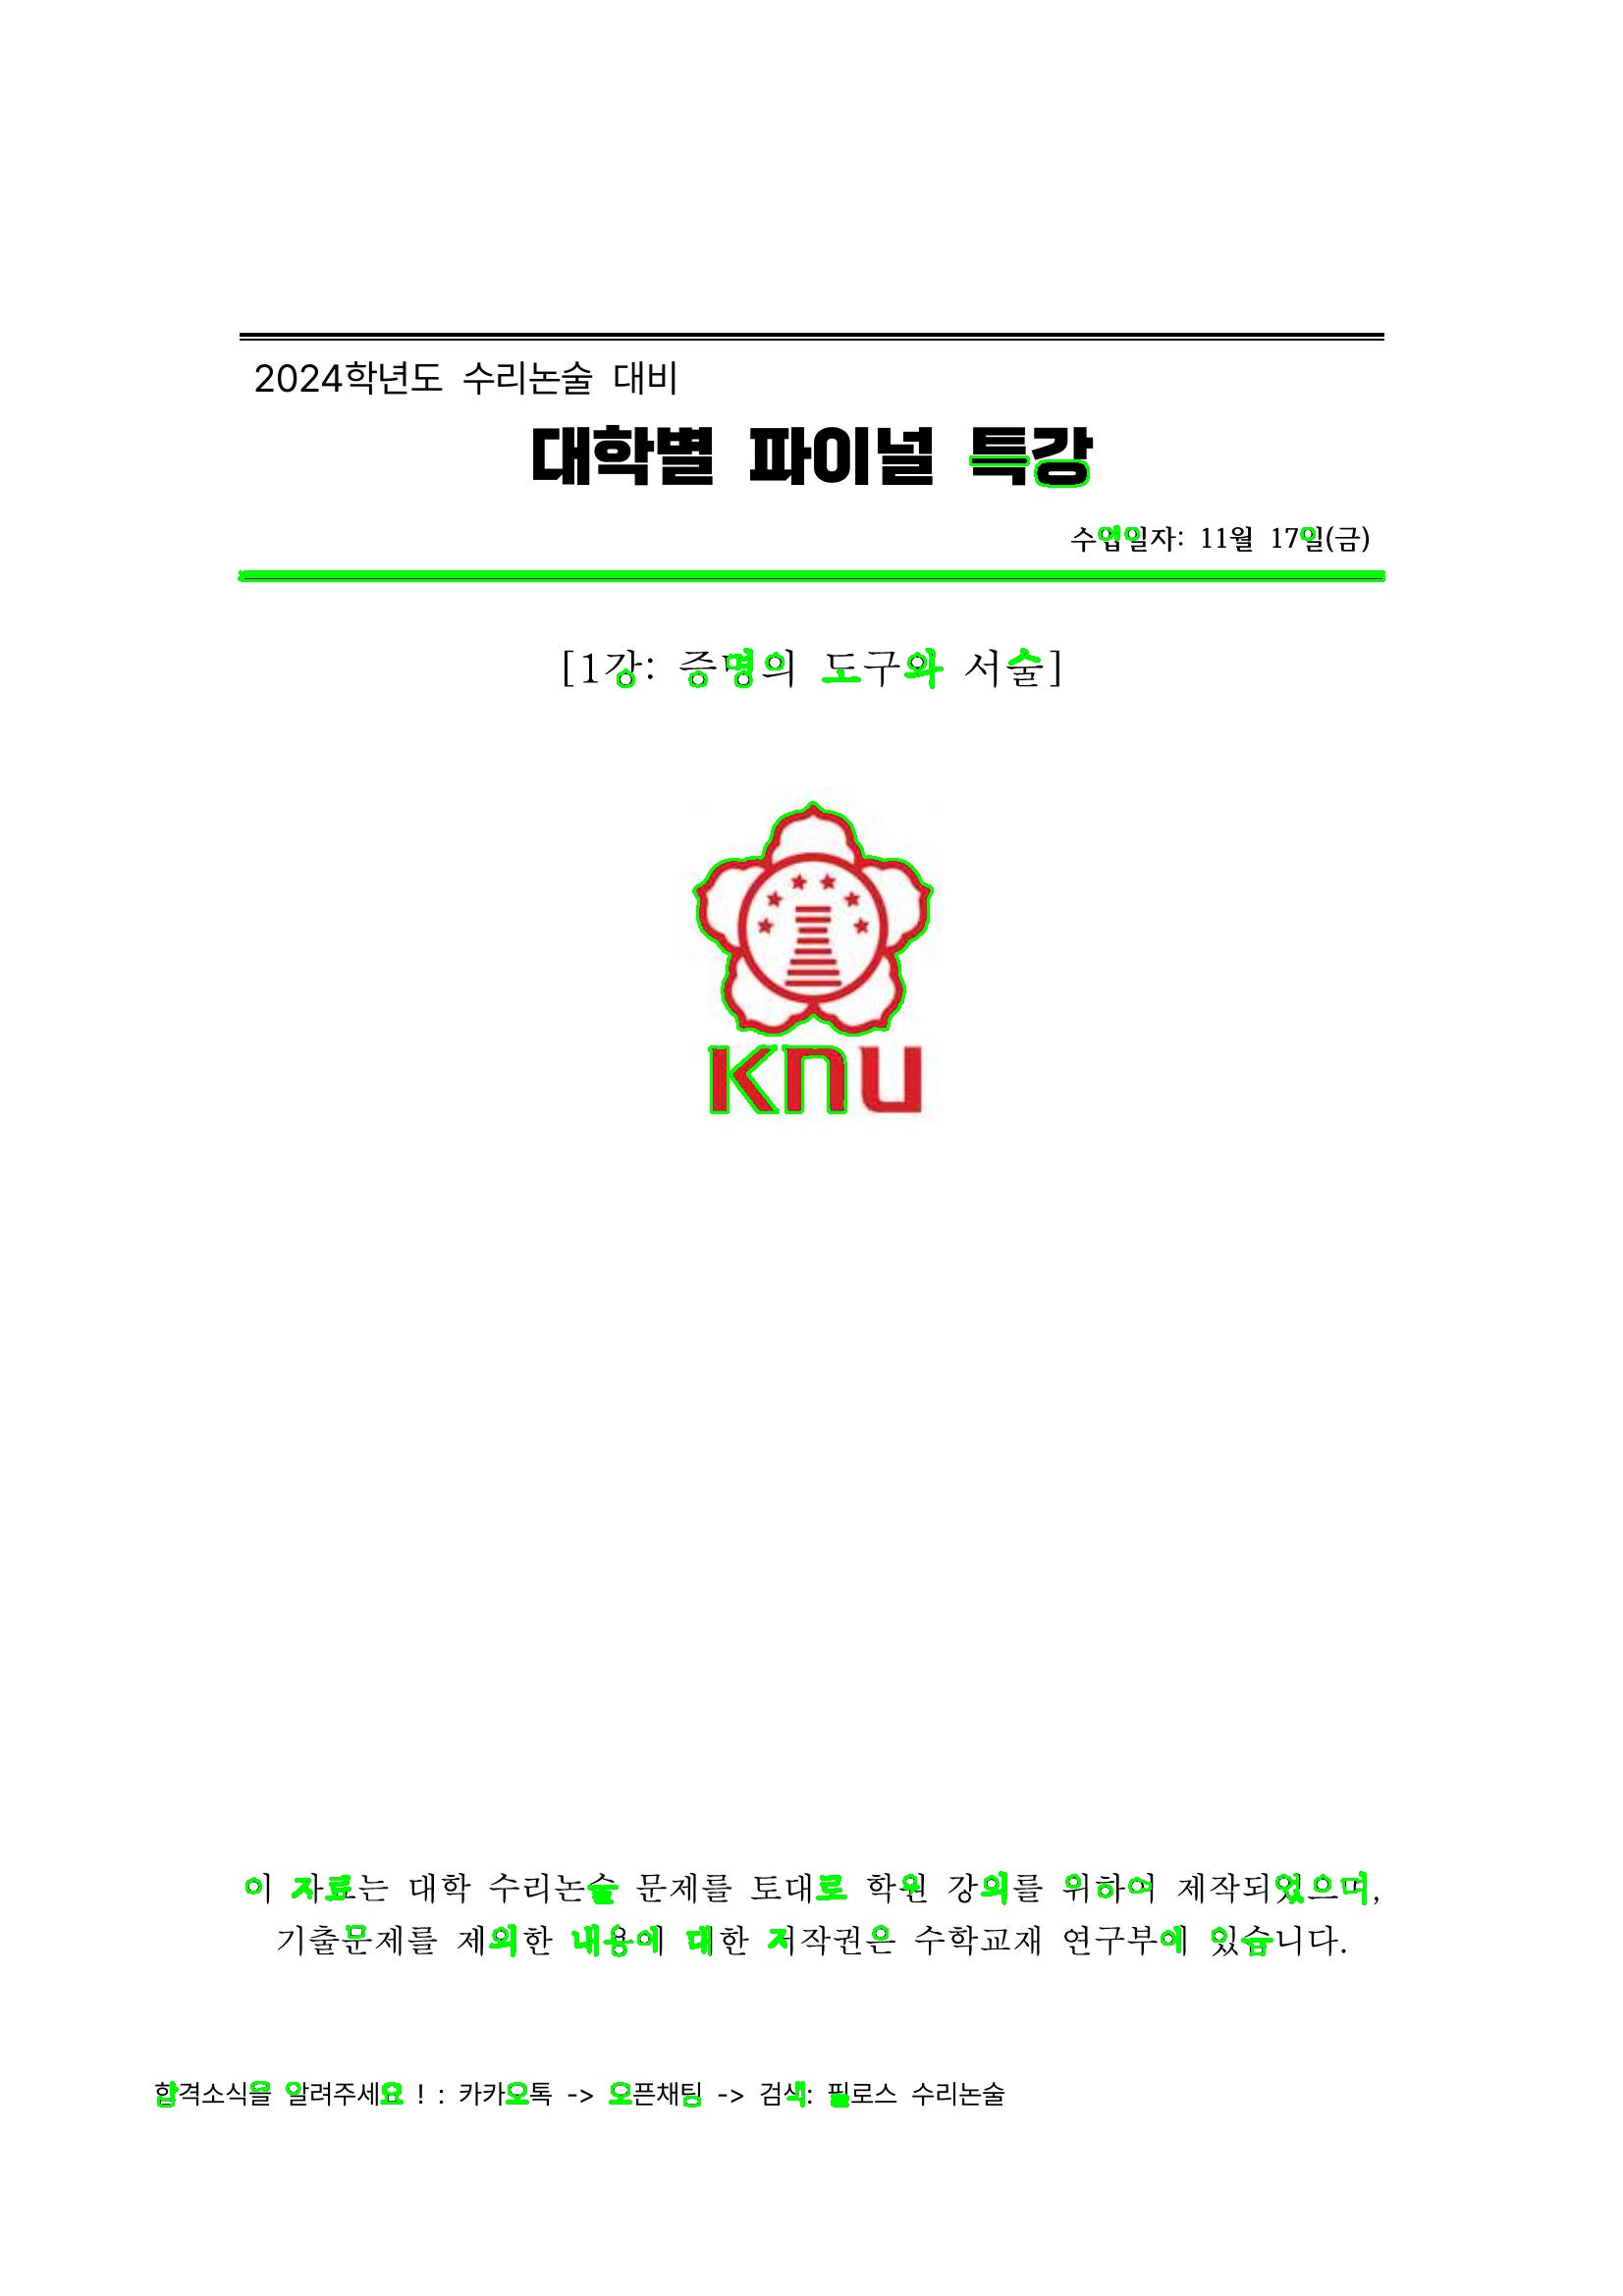 2024학년도 수리논술 대비
대학별 파이널 특강
수업일자: 11월 17일(금)
[1강: 증명의 도구와 서술]
KNU
이 자료는 대학 수리논술 문제를 토대로 학원 강의를 위하여 제작되었으며,
기출문제를 제외한 내용에 대한 저작권은 수학교재 연구부에 있습니다.
합격소식을 알려주세요 ! : 카카오톡 -> 오픈채팅 -> 검색: 필로스 수리논술